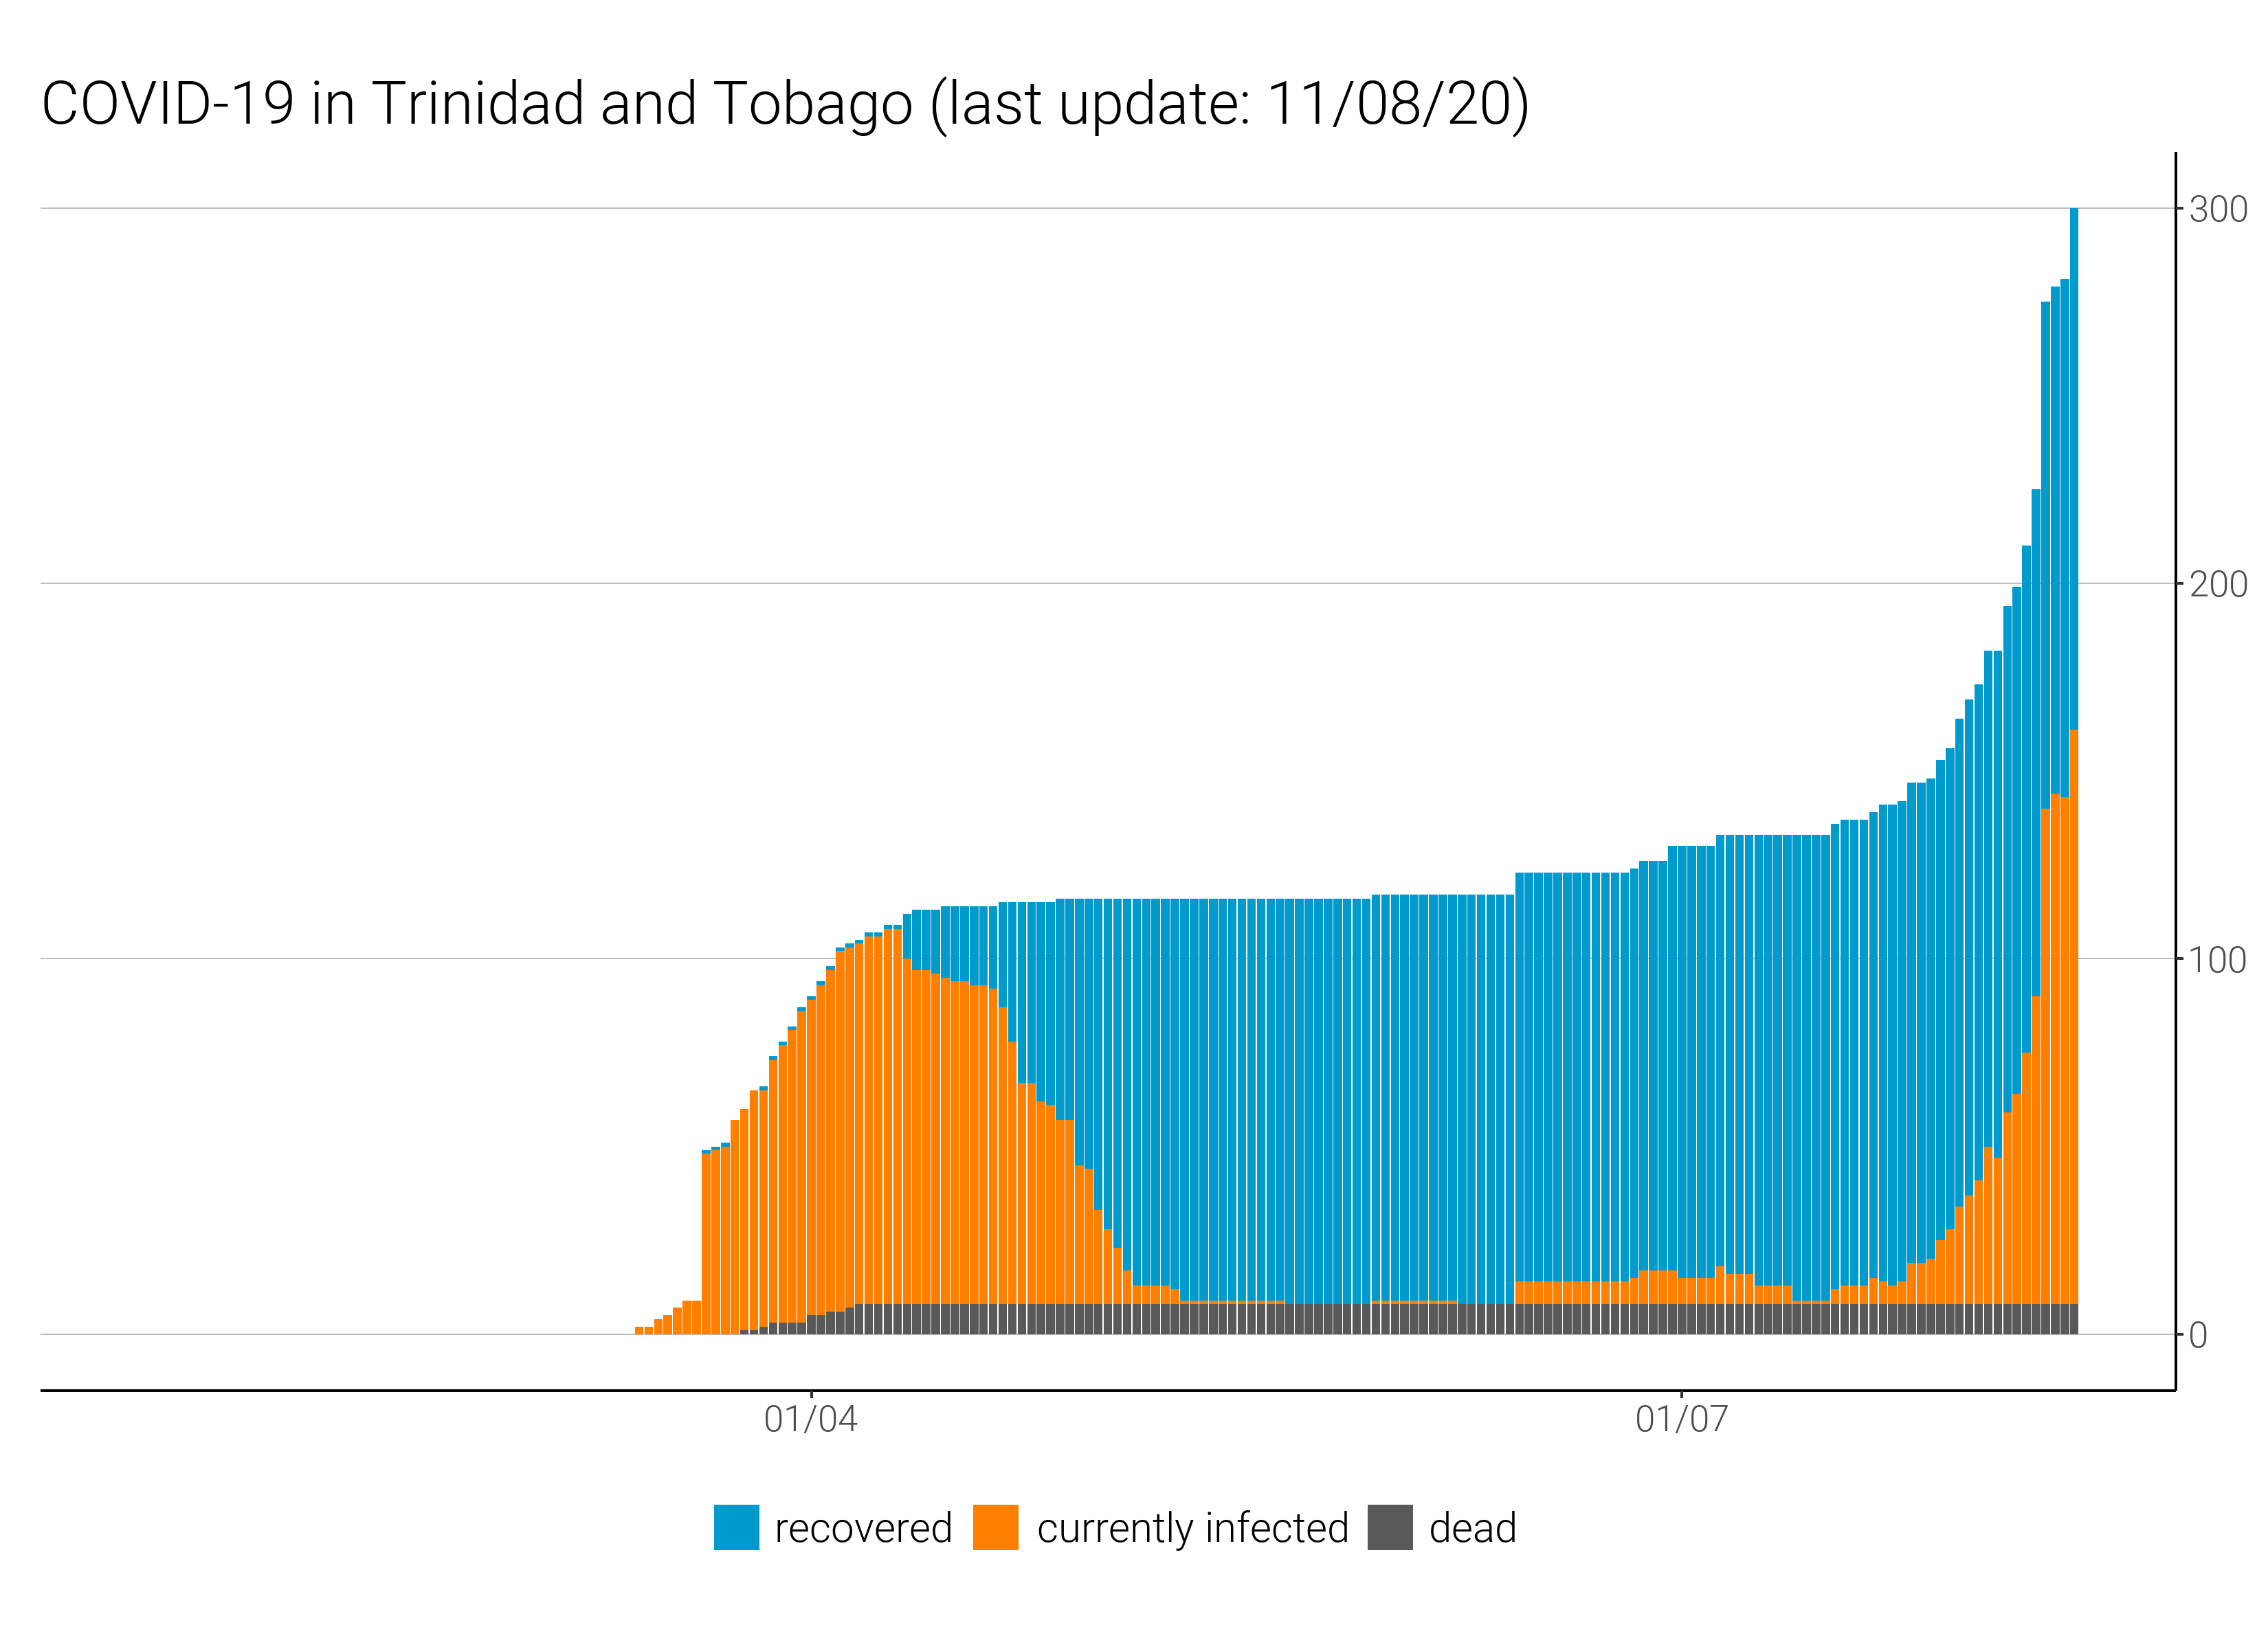 COVID-19 in Trinidad and Tobago (last update: 11/08/20)
300
200
100
0
01/04 01/07
recovered currently infected dead